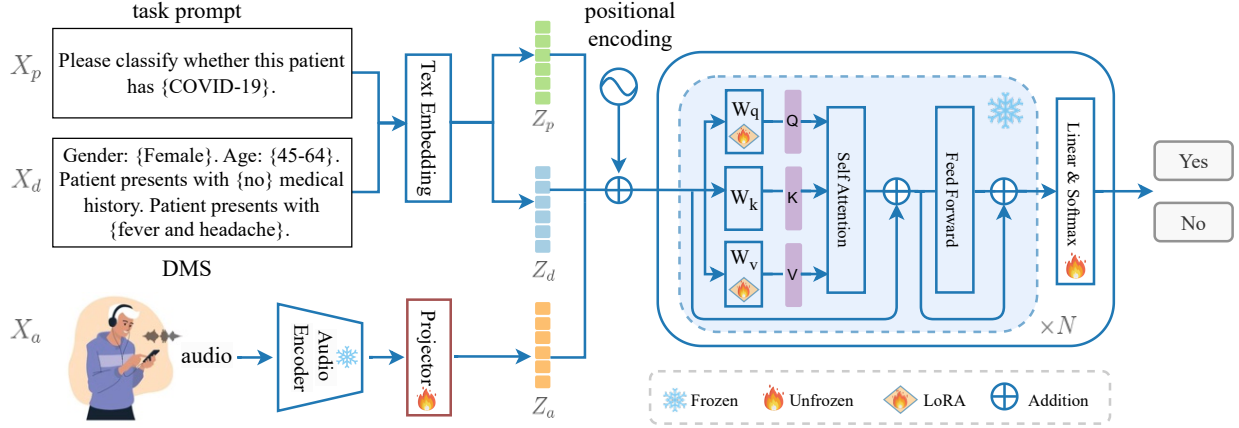 task prompt
X_p
Please classify whether this patient
has {COVID-19}.
X_d
Gender: {Female}. Age: {45-64}.
Patient presents with {no} medical
history. Patient presents with
{fever and headache}.
DMS
X_a
audio
Audio
Encoder
Projector
Text Embedding
Z_p
Z_d
Z_a
positional
encoding
W_q
W_k
W_v
Q
K
V
Self Attention
Feed Forward
×N
Linear & Softmax
Yes
No
Frozen
Unfrozen
LoRA
Addition